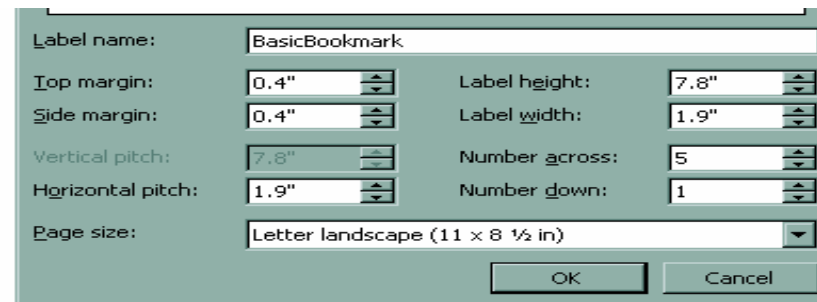 Label name: BasicBookmark
Top margin: 0.4" Label height: 7.8"
Side margin: 0.4" Label width: 1.9"
Vertical pitch: 7.8" Number across: 5
Horizontal pitch: 1.9" Number down: 1
Page size: Letter landscape (11 x 8 ½ in)
OK Cancel